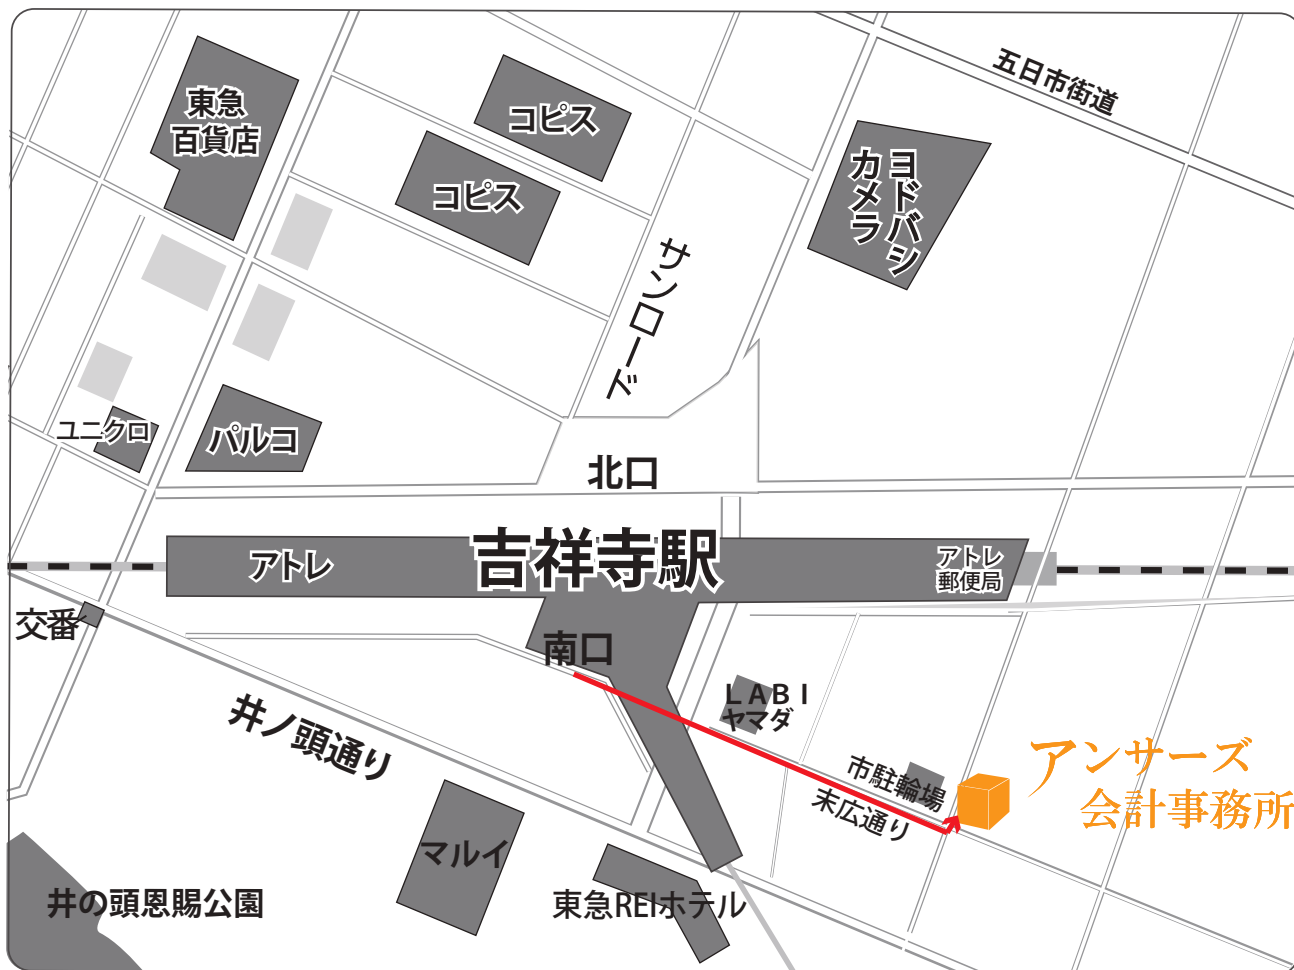 五日市街道
東急
百貨店
コピス
コピス
ヨドバシ
カメラ
サンロード
ユニクロ
パルコ
北口
吉祥寺駅
アトレ
アトレ
郵便局
交番
南口
井ノ頭通り
ＬＡＢＩ
ヤマダ
市駐輪場
末広通り
アンサーズ
会計事務所
マルイ
井の頭恩賜公園
東急REIホテル